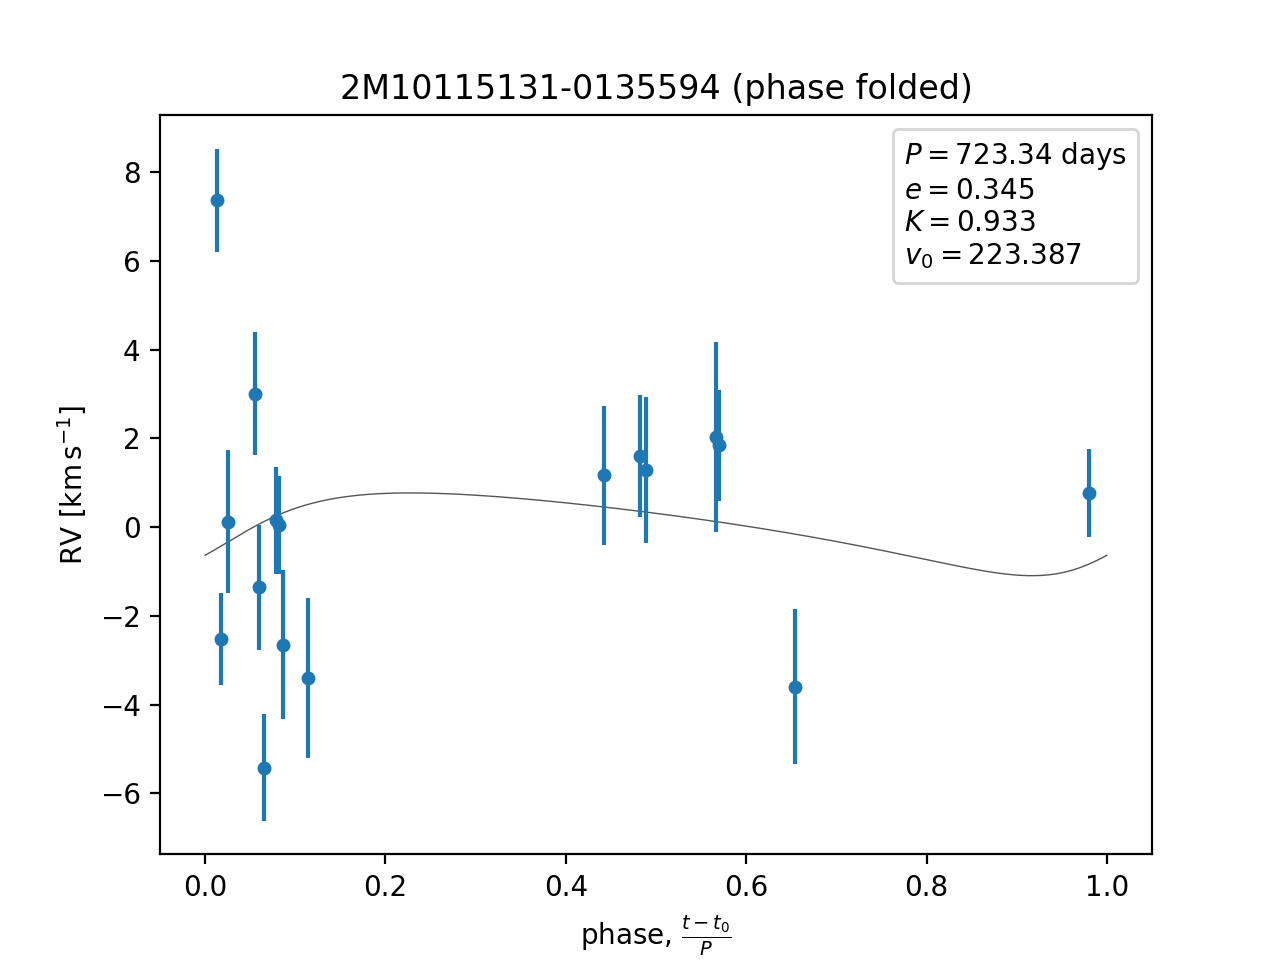 2M10115131-0135594 (phase folded)
P = 723.34 days
e = 0.345
K = 0.933
v₀ = 223.387
RV [km s⁻¹]
8
6
4
2
0
−2
−4
−6
0.0 0.2 0.4 0.6 0.8 1.0
phase, (t − t₀)/P